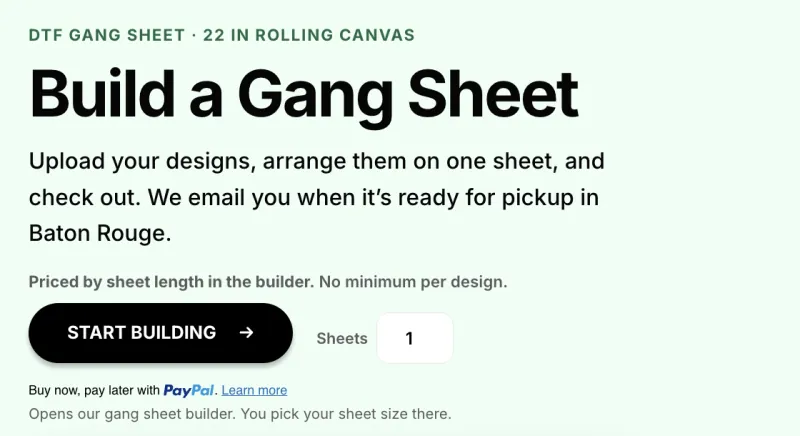 DTF GANG SHEET · 22 IN ROLLING CANVAS
Build a Gang Sheet
Upload your designs, arrange them on one sheet, and
check out. We email you when it’s ready for pickup in
Baton Rouge.
Priced by sheet length in the builder. No minimum per design.
START BUILDING →
Sheets 1
Buy now, pay later with PayPal. Learn more
Opens our gang sheet builder. You pick your sheet size there.